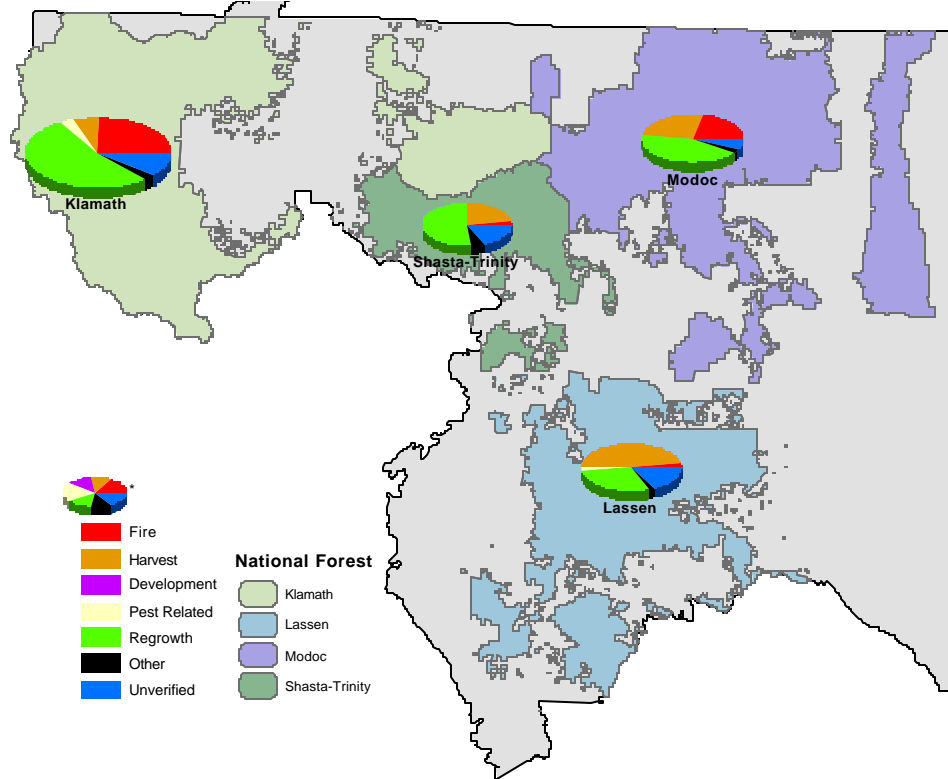 Klamath
Modoc
Shasta-Trinity
Lassen
*
Fire
Harvest
Development
Pest Related
Regrowth
Other
Unverified
National Forest
Klamath
Lassen
Modoc
Shasta-Trinity